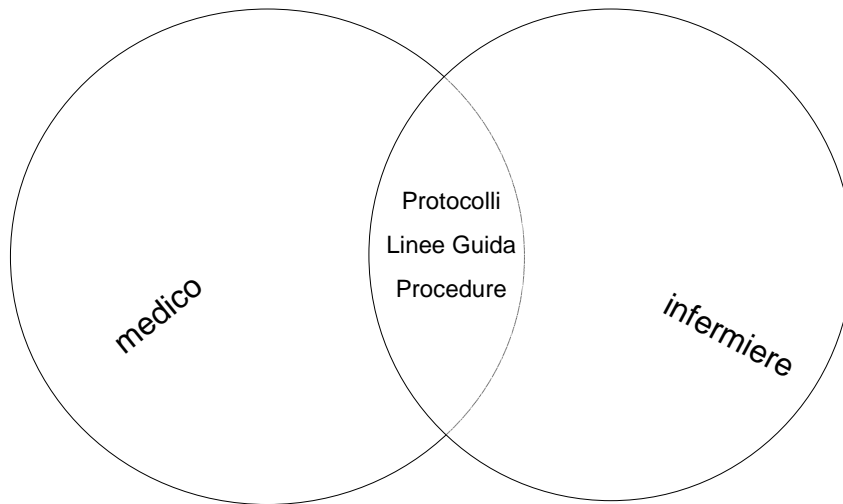 Protocolli
Linee Guida
Procedure
medico
infermiere